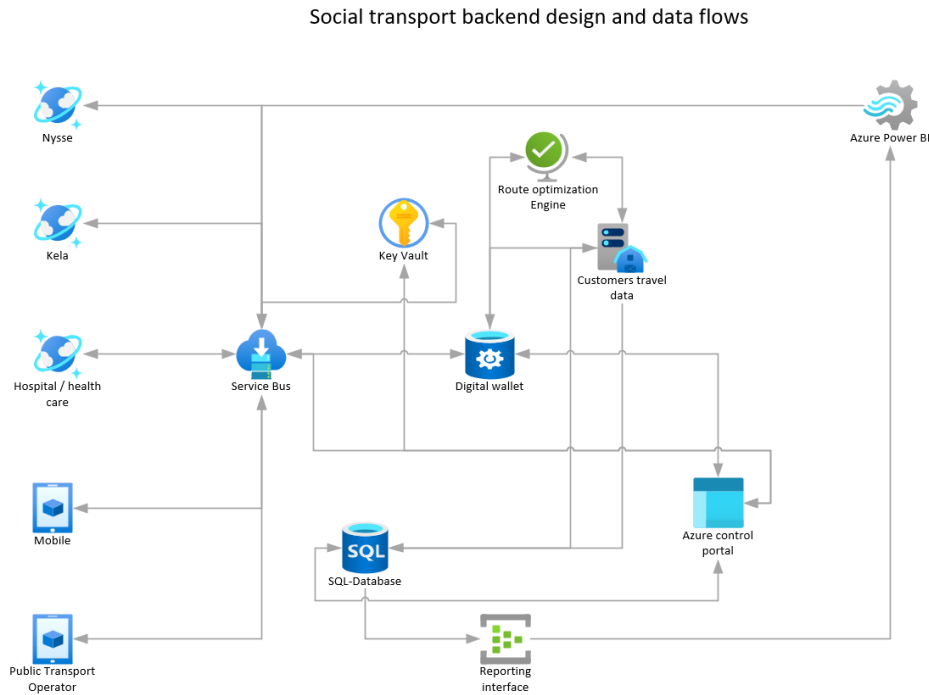 Social transport backend design and data flows
Nysse
Azure Power BI
Route optimization
Engine
Kela
Key Vault
Customers travel
data
Hospital / health
care
Service Bus
Digital wallet
Mobile
SQL
SQL-Database
Azure control
portal
Public Transport
Operator
Reporting
interface